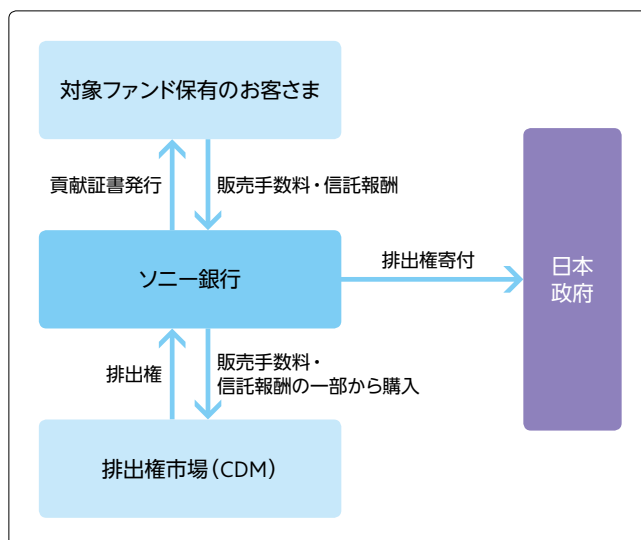 対象ファンド保有のお客さま
貢献証書発行
販売手数料・信託報酬
ソニー銀行
排出権寄付
日本
政府
排出権
販売手数料・
信託報酬の一部から購入
排出権市場（CDM）